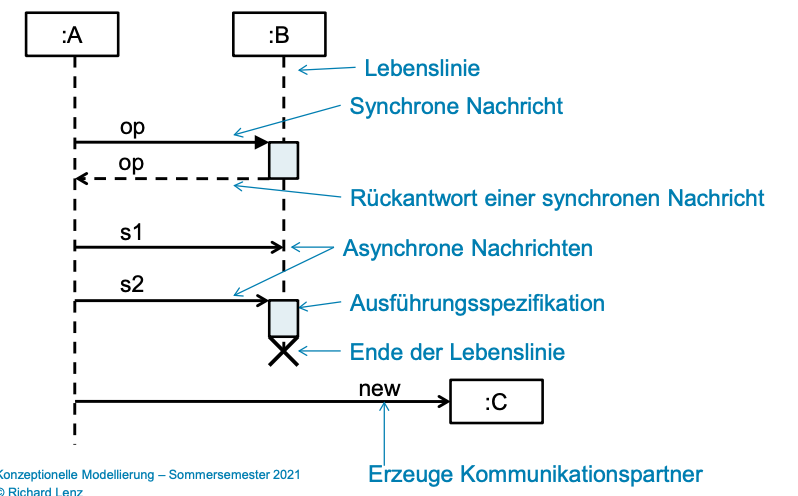 :A
:B
Lebenslinie
Synchrone Nachricht
op
op
Rückantwort einer synchronen Nachricht
s1
Asynchrone Nachrichten
s2
Ausführungsspezifikation
Ende der Lebenslinie
new
:C
Erzeuge Kommunikationspartner
Konzeptionelle Modellierung – Sommersemester 2021
© Richard Lenz